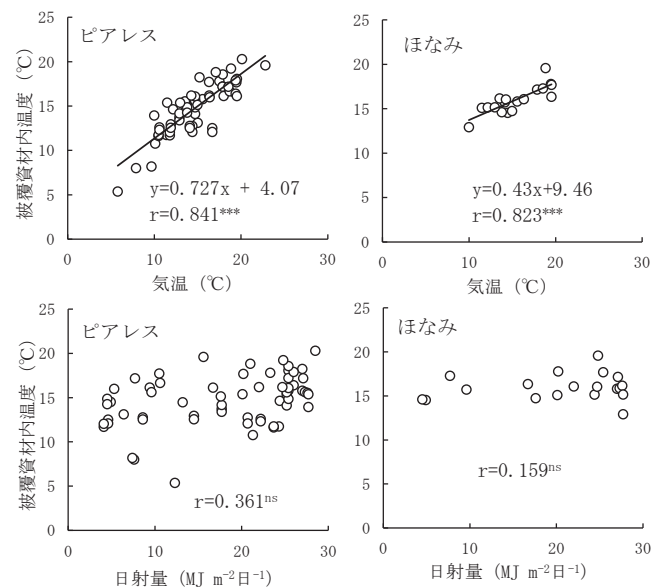 ピアレス
ほなみ
被覆資材内温度（℃）
25
20
15
10
5
0
y=0.727x + 4.07
r=0.841***
0
10
20
30
気温（℃）
25
20
15
10
5
0
y=0.43x+9.46
r=0.823***
0
10
20
30
気温（℃）
ピアレス
ほなみ
被覆資材内温度（℃）
25
20
15
10
5
0
r=0.361ns
0
10
20
30
日射量（MJ m-2日-1）
25
20
15
10
5
0
r=0.159ns
0
10
20
30
日射量（MJ m-2日-1）